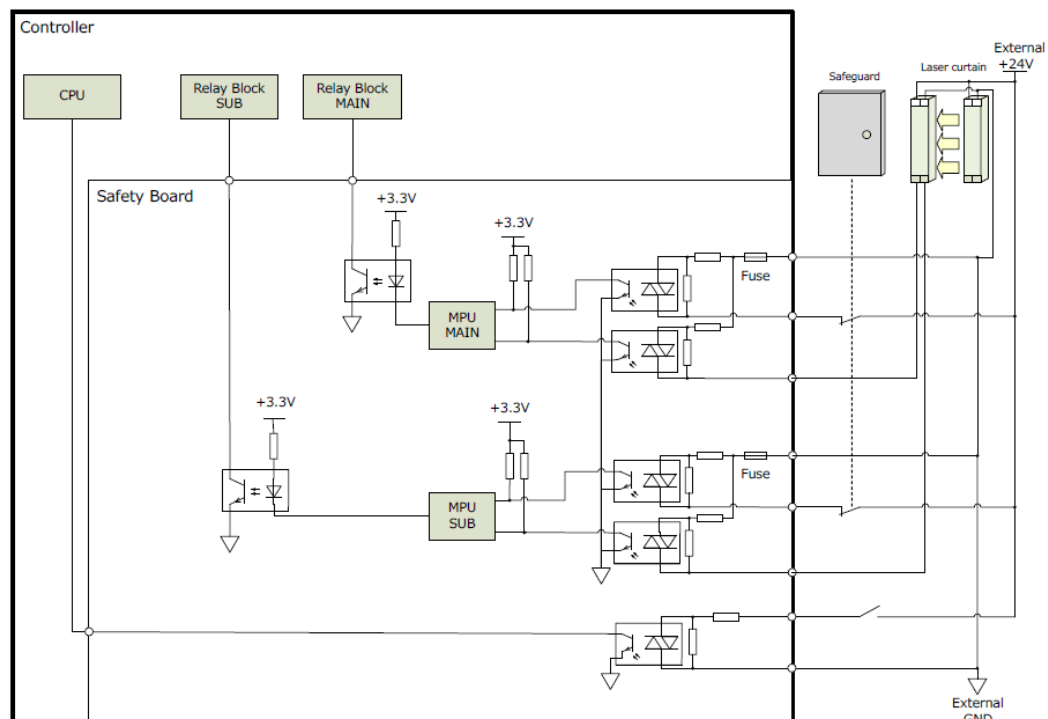 Controller
External
+24V
Laser curtain
Safeguard
CPU
Relay Block
SUB
Relay Block
MAIN
Safety Board
+3.3V
+3.3V
Fuse
MPU
MAIN
+3.3V
+3.3V
Fuse
MPU
SUB
External
GND